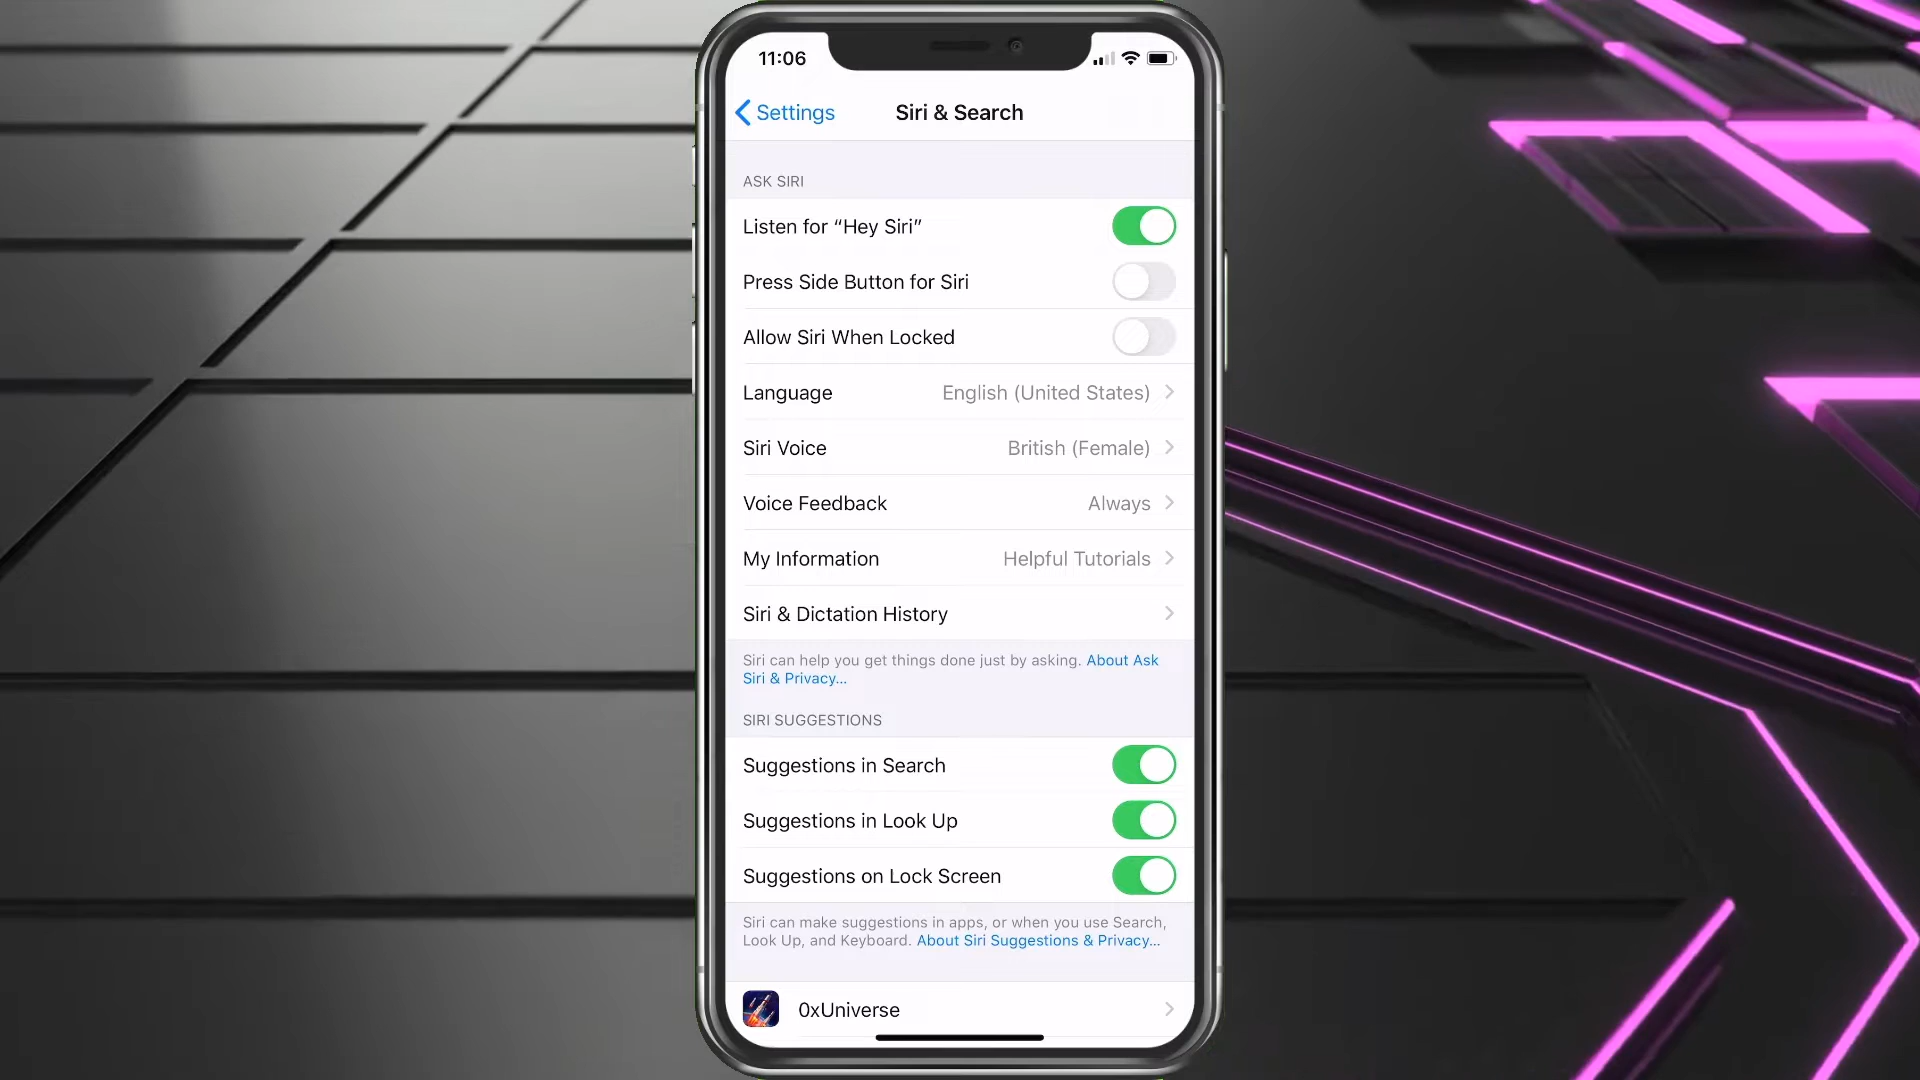 11:06
Settings
Siri & Search
ASK SIRI
Listen for “Hey Siri”
Press Side Button for Siri
Allow Siri When Locked
Language English (United States)
Siri Voice British (Female)
Voice Feedback Always
My Information Helpful Tutorials
Siri & Dictation History
Siri can help you get things done just by asking. About Ask
Siri & Privacy...
SIRI SUGGESTIONS
Suggestions in Search
Suggestions in Look Up
Suggestions on Lock Screen
Siri can make suggestions in apps, or when you use Search,
Look Up, and Keyboard. About Siri Suggestions & Privacy...
0xUniverse